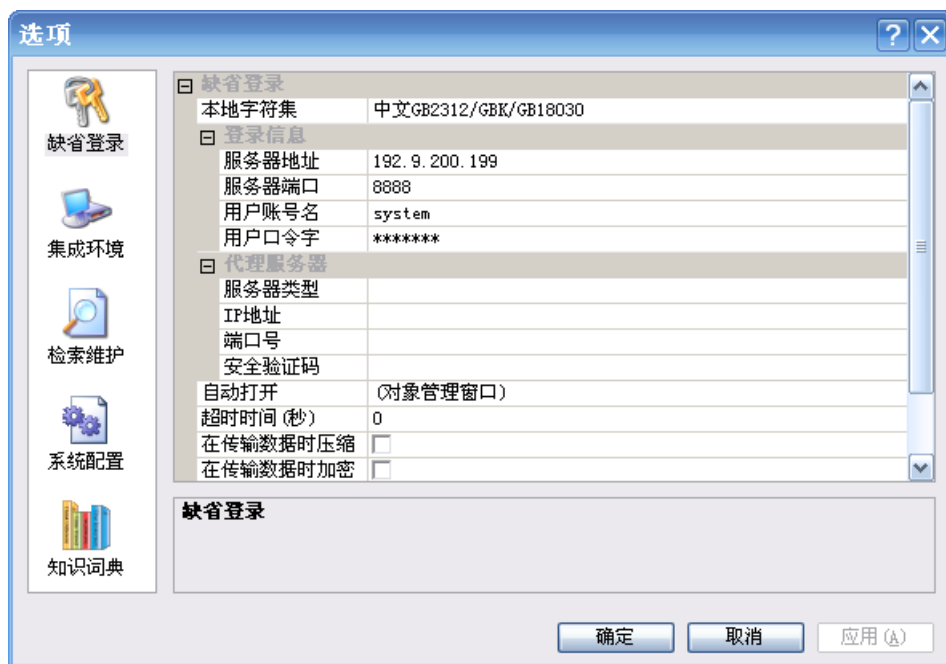 选项
缺省登录
集成环境
检索维护
系统配置
知识词典
缺省登录
本地字符集 中文GB2312/GBK/GB18030
登录信息
服务器地址 192.9.200.199
服务器端口 8888
用户账号名 system
用户口令字 *******
代理服务器
服务器类型
IP地址
端口号
安全验证码
自动打开 (对象管理窗口)
超时时间(秒) 0
在传输数据时压缩
在传输数据时加密
缺省登录
确定 取消 应用(A)